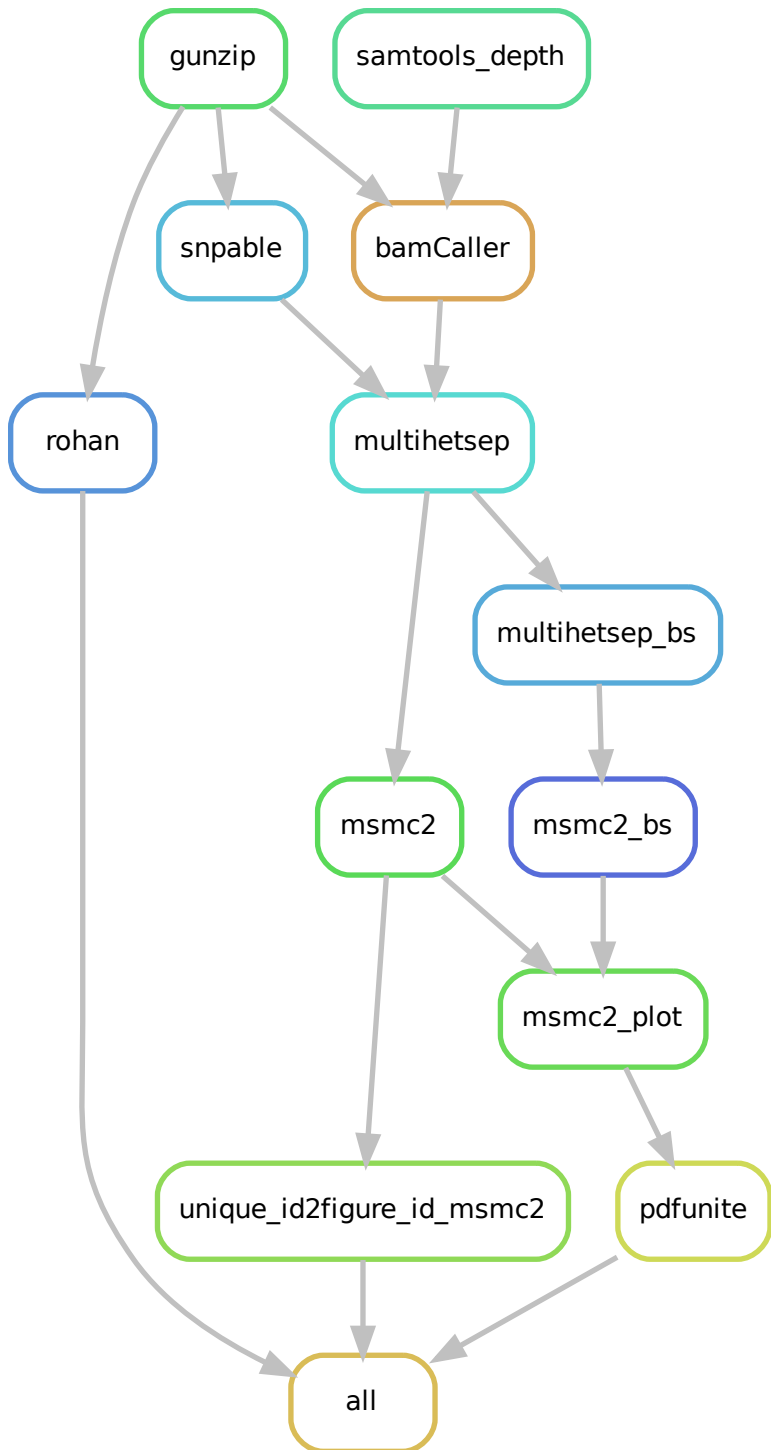 gunzip
samtools_depth
snpable
bamCaller
rohan
multihetsep
multihetsep_bs
msmc2
msmc2_bs
msmc2_plot
unique_id2figure_id_msmc2
pdfunite
all